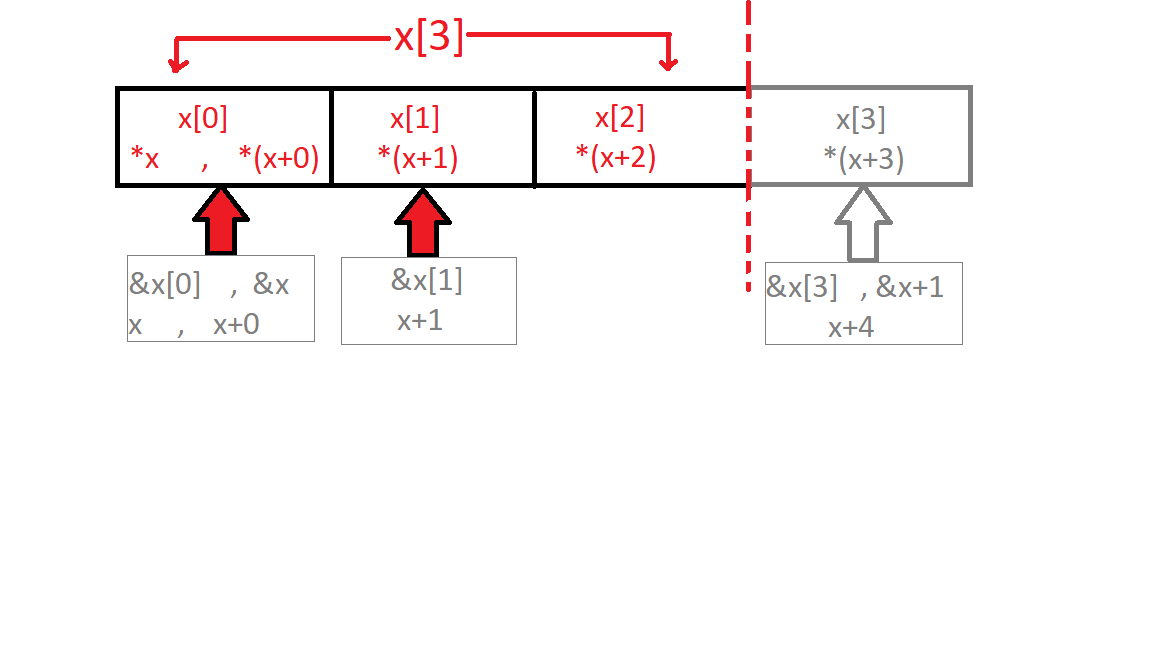 x[3]
x[0] x[1] x[2] x[3]
*x , *(x+0) *(x+1) *(x+2) *(x+3)
&x[0] , &x &x[1] &x[3] , &x+1
x , x+0 x+1 x+4